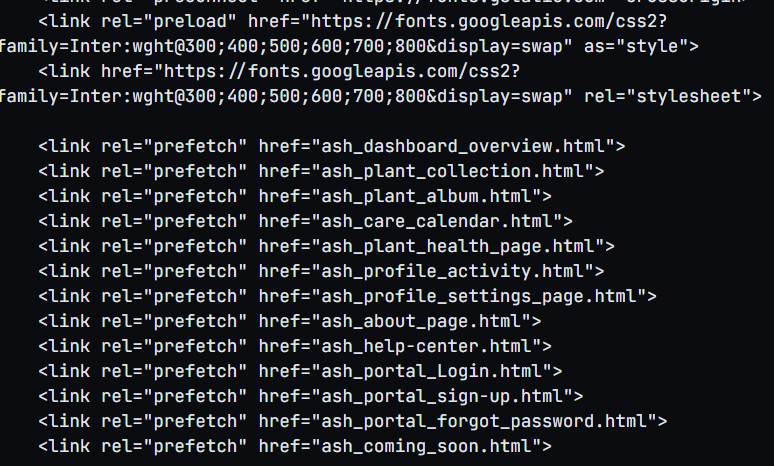 <link rel="preload" href="https://fonts.googleapis.com/css2?
family=Inter:wght@300;400;500;600;700;800&display=swap" as="style">
<link href="https://fonts.googleapis.com/css2?
family=Inter:wght@300;400;500;600;700;800&display=swap" rel="stylesheet">
<link rel="prefetch" href="ash_dashboard_overview.html">
<link rel="prefetch" href="ash_plant_collection.html">
<link rel="prefetch" href="ash_plant_album.html">
<link rel="prefetch" href="ash_care_calendar.html">
<link rel="prefetch" href="ash_plant_health_page.html">
<link rel="prefetch" href="ash_profile_activity.html">
<link rel="prefetch" href="ash_profile_settings_page.html">
<link rel="prefetch" href="ash_about_page.html">
<link rel="prefetch" href="ash_help-center.html">
<link rel="prefetch" href="ash_portal_Login.html">
<link rel="prefetch" href="ash_portal_sign-up.html">
<link rel="prefetch" href="ash_portal_forgot_password.html">
<link rel="prefetch" href="ash_coming_soon.html">